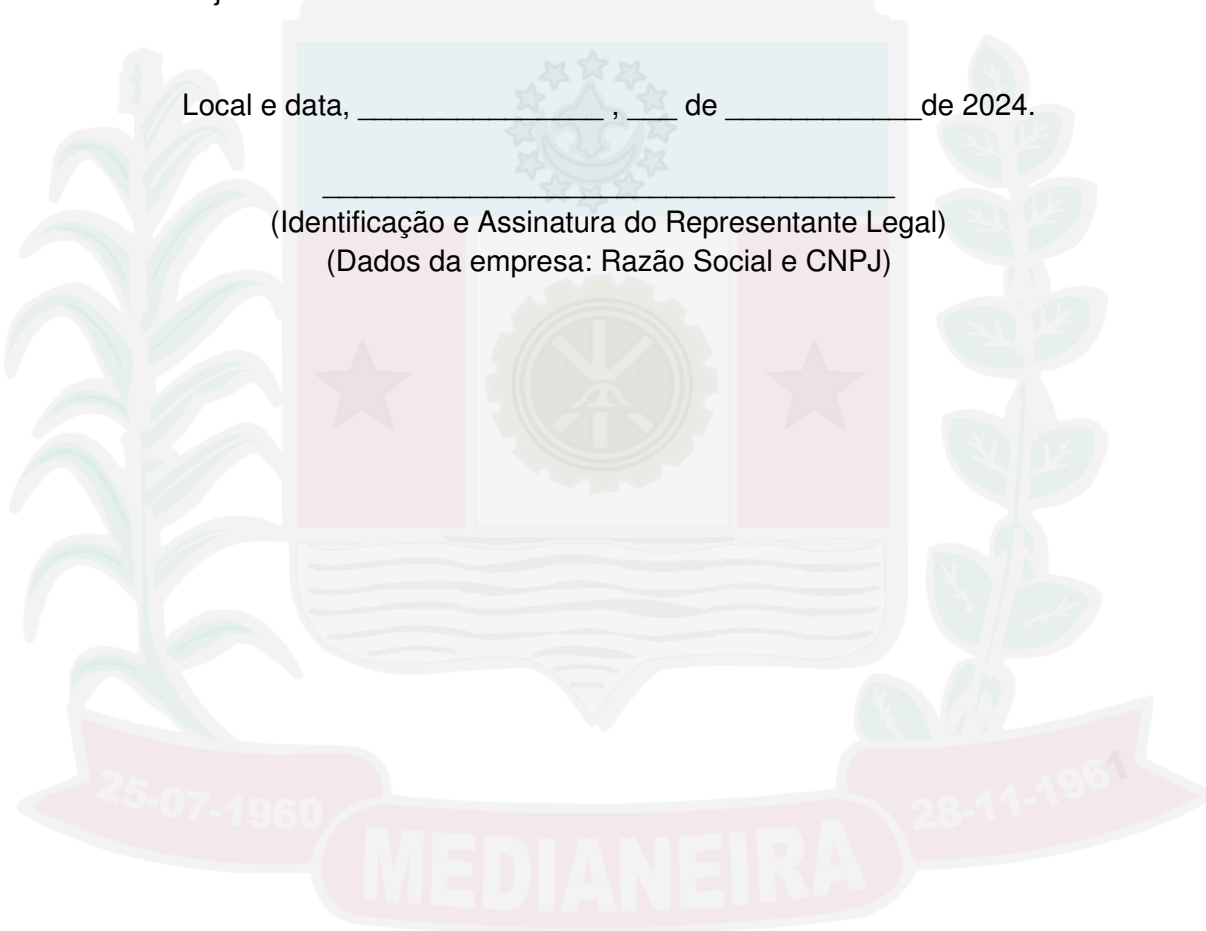 Local e data, _______________ , ___ de ____________de 2024.
___________________________________
(Identificação e Assinatura do Representante Legal)
(Dados da empresa: Razão Social e CNPJ)
25-07-1960
28-11-1961
MEDIANEIRA